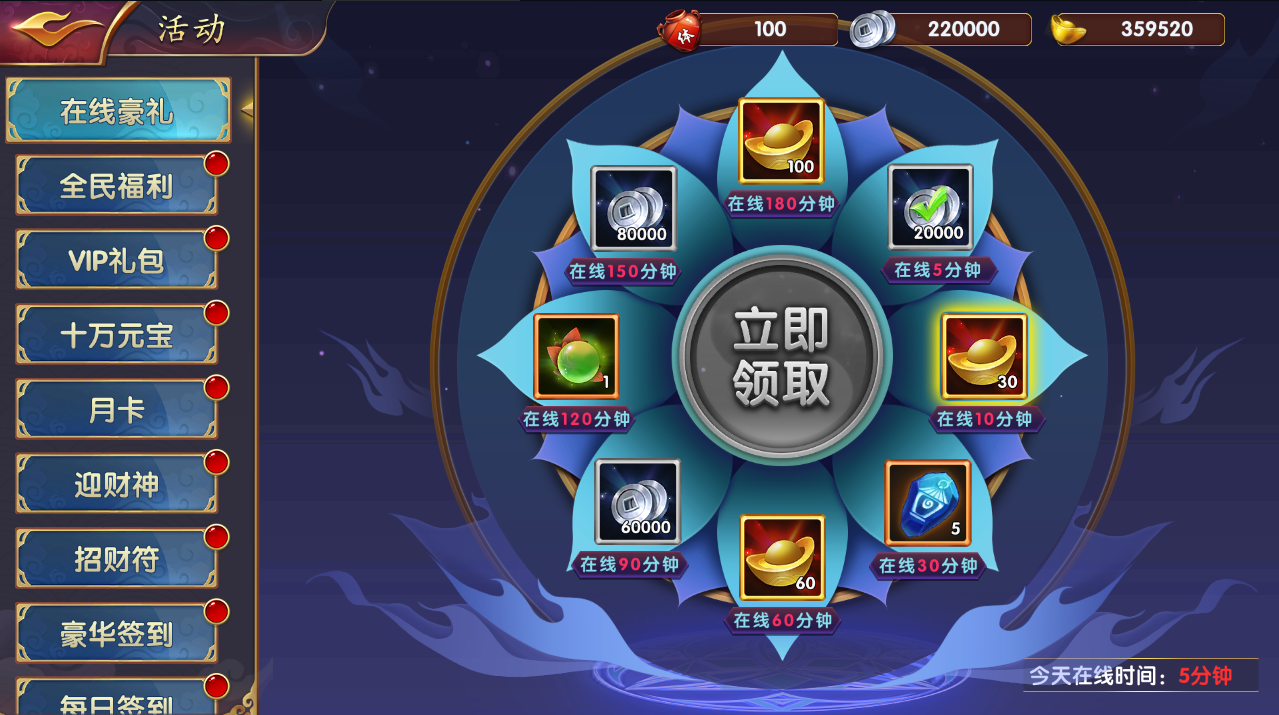 活动
体
100
220000
359520
在线豪礼
全民福利
VIP礼包
十万元宝
月卡
迎财神
招财符
豪华签到
每日签到
100
在线180分钟
80000
在线150分钟
20000
在线5分钟
立即
领取
1
在线120分钟
30
在线10分钟
60000
在线90分钟
5
在线30分钟
60
在线60分钟
今天在线时间：5分钟